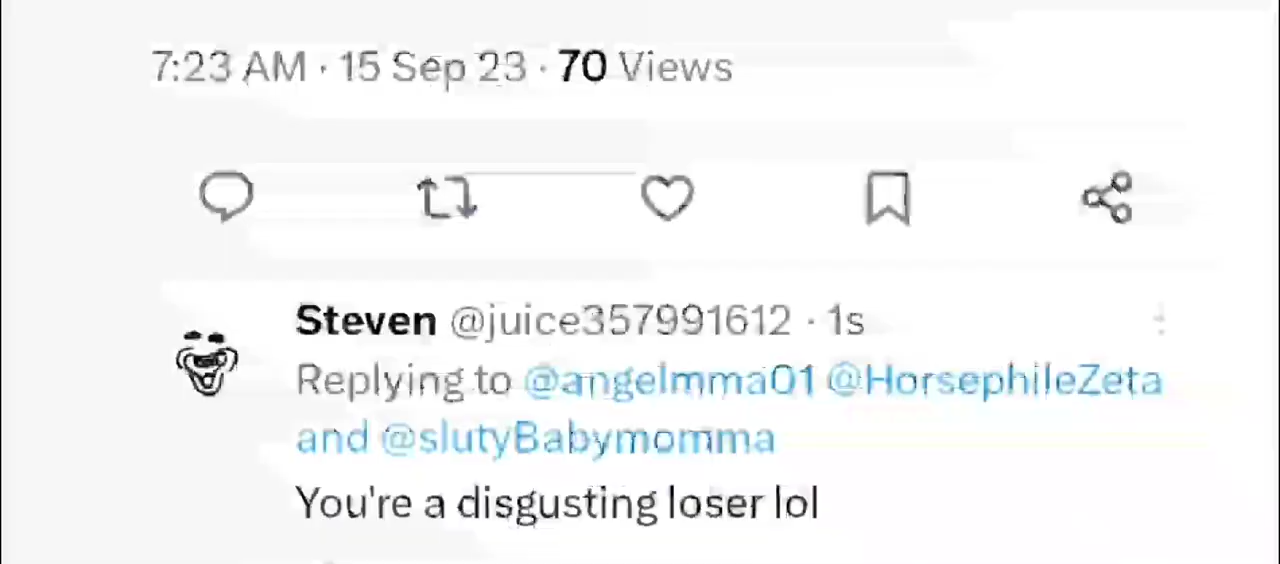 7:23 AM · 15 Sep 23 · 70 Views
Steven @juice357991612 · 1s
Replying to @angelmma01 @HorsephileZeta
and @slutyBabymomma
You're a disgusting loser lol